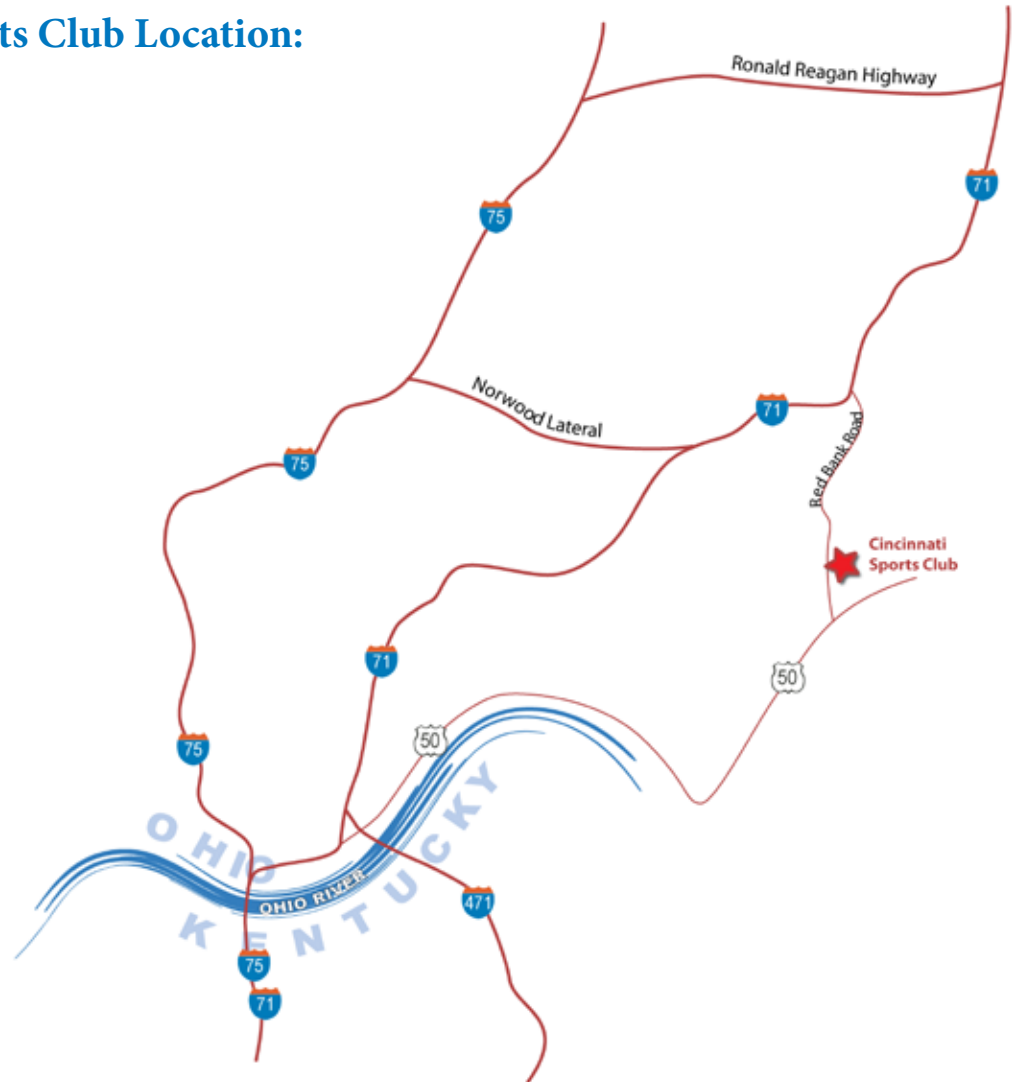 ts Club Location:
Ronald Reagan Highway
71
75
Norwood Lateral
71
75
Red Bank Road
Cincinnati
Sports Club
71
50
50
75
OHIO
OHIO RIVER
KENTUCKY
471
75
71